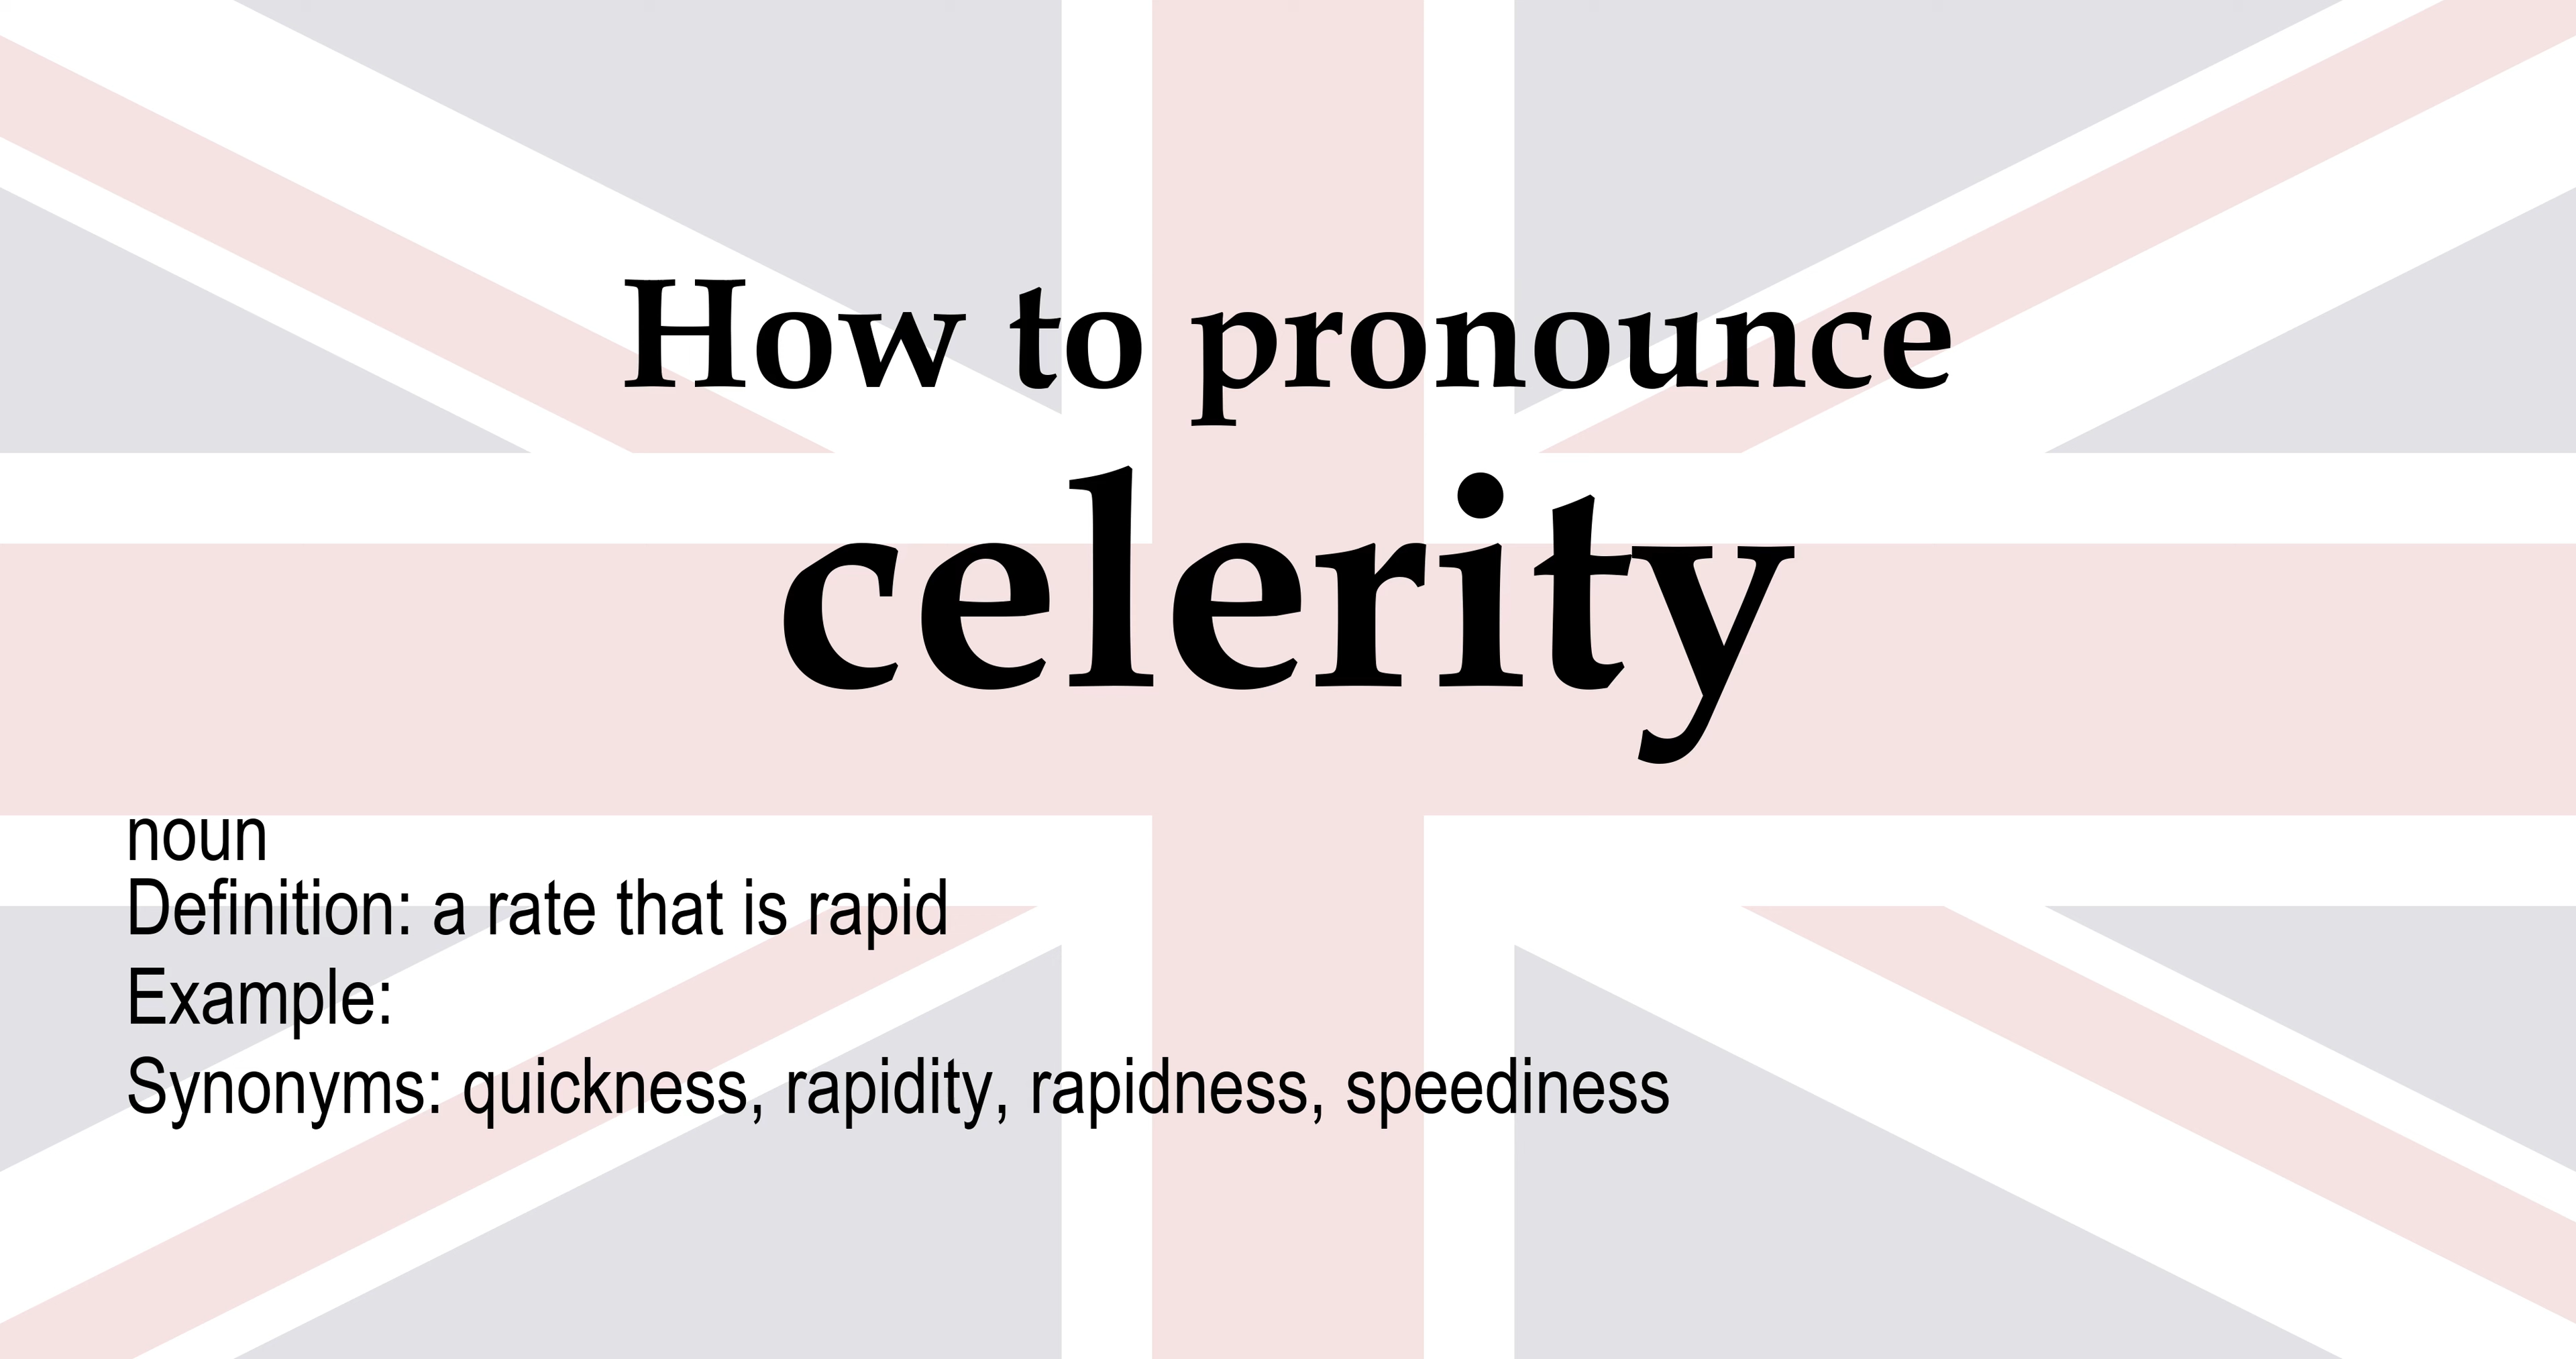 How to pronounce
celerity
noun
Definition: a rate that is rapid
Example:
Synonyms: quickness, rapidity, rapidness, speediness